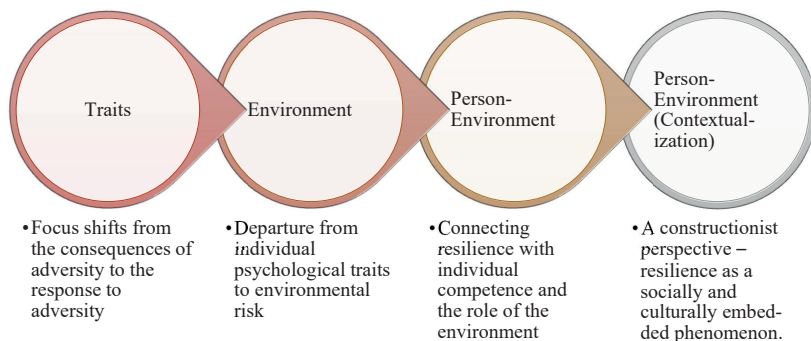 Traits
Environment
Person-
Environment
Person-
Environment
(Contextual-
ization)
•Focus shifts from
the consequences of
adversity to the
response to
adversity
•Departure from
individual
psychological traits
to environmental
risk
•Connecting
resilience with
individual
competence and
the role of the
environment
•A constructionist
perspective –
resilience as a
socially and
culturally embed-
ded phenomenon.